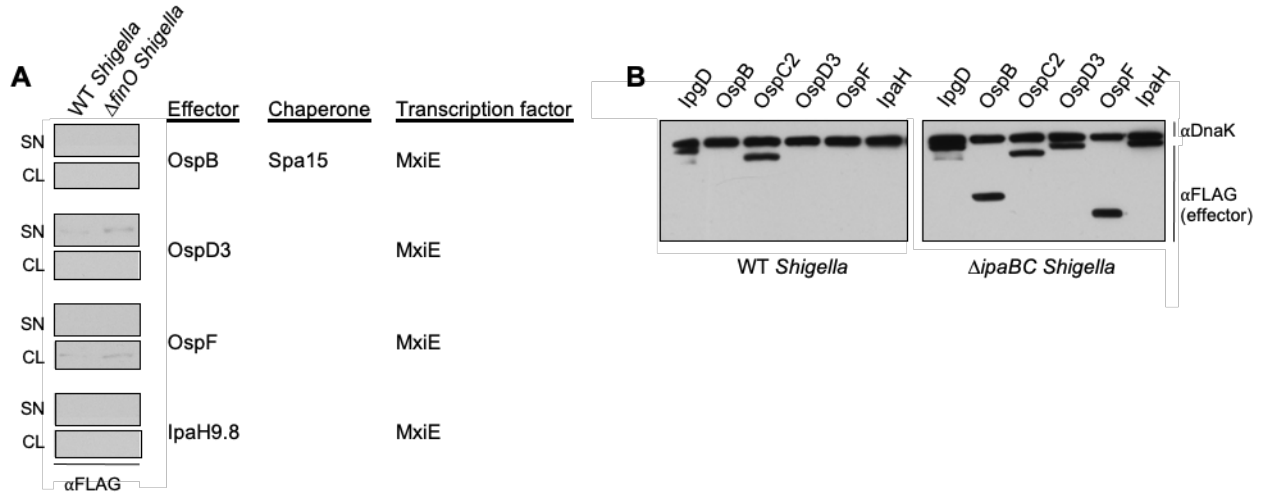 A
WT Shigella
ΔfinO Shigella
Effector Chaperone Transcription factor
SN
CL
OspB Spa15 MxiE
SN
CL
OspD3 MxiE
SN
CL
OspF MxiE
SN
CL
IpaH9.8 MxiE
αFLAG
B
IpgD OspB OspC2 OspD3 OspF IpaH
IpgD OspB OspC2 OspD3 OspF IpaH
αDnaK
αFLAG
(effector)
WT Shigella
ΔipaBC Shigella